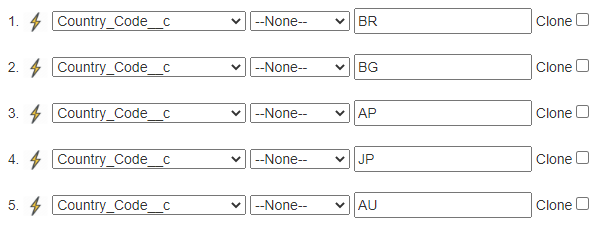 1. Country_Code__c --None-- BR Clone
2. Country_Code__c --None-- BG Clone
3. Country_Code__c --None-- AP Clone
4. Country_Code__c --None-- JP Clone
5. Country_Code__c --None-- AU Clone